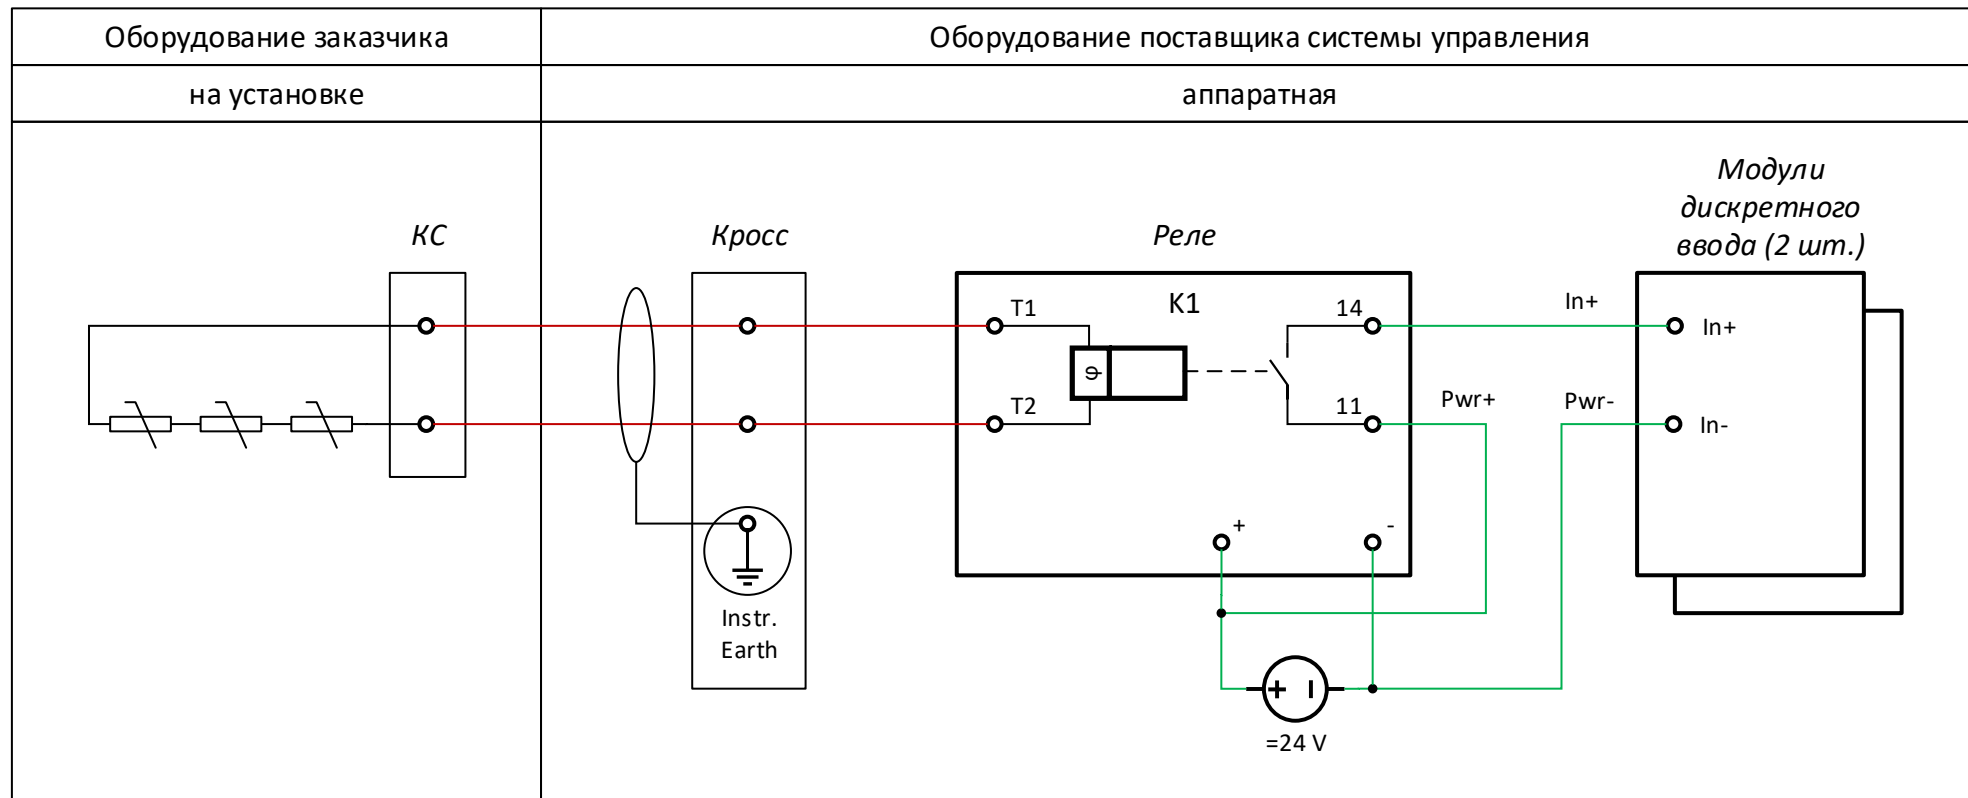 Оборудование заказчика
Оборудование поставщика системы управления
на установке
аппаратная
КС
Кросс
Реле
Модули
дискретного
ввода (2 шт.)
T1
K1
14
In+
In+
φ
T2
11
Pwr+
Pwr-
In-
+
-
Instr.
Earth
=24 V